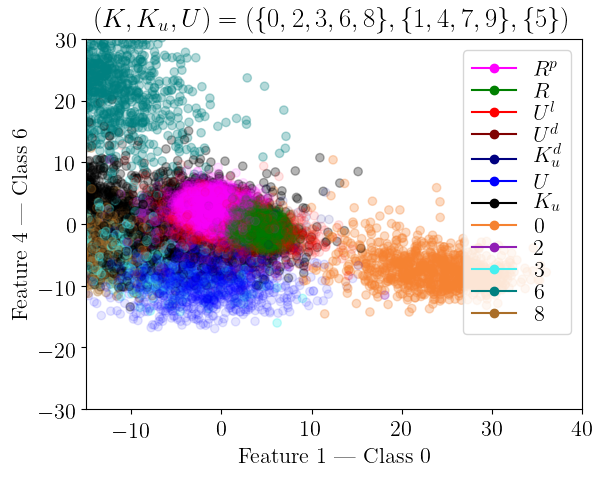 (K, K_u, U) = ({0, 2, 3, 6, 8}, {1, 4, 7, 9}, {5})
30
20
10
0
−10
−20
−30
Feature 4 — Class 6
−10
0
10
20
30
40
Feature 1 — Class 0
R^p
R
U^l
U^d
K_u^d
U
K_u
0
2
3
6
8